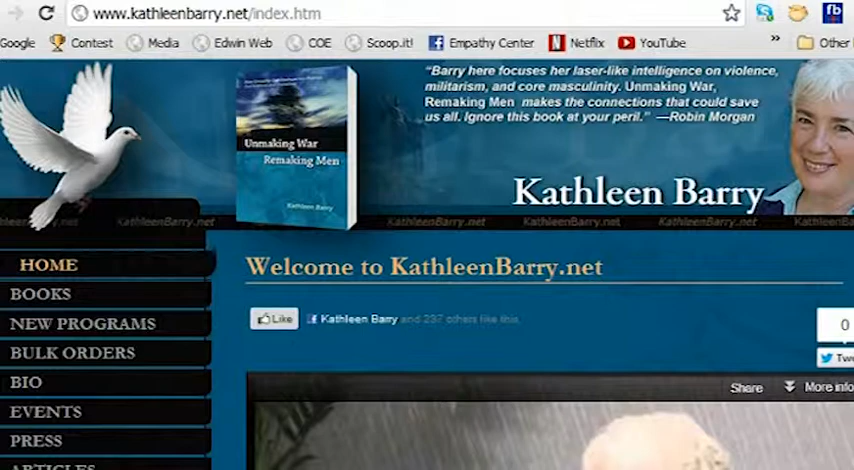 www.kathleenbarry.net/index.htm
fb
Google Contest Media Edwin Web COE Scoop.it! Empathy Center Netflix YouTube » Other
"Barry here focuses her laser-like intelligence on violence,
militarism, and core masculinity. Unmaking War,
Remaking Men makes the connections that could save
us all. Ignore this book at your peril." —Robin Morgan
Unmaking War
Remaking Men
Kathleen Barry
Kathleen Barry
KathleenBarry.net KathleenBarry.net KathleenBarry.net KathleenBarry.net
HOME
Welcome to KathleenBarry.net
BOOKS
NEW PROGRAMS
Like Kathleen Barry and 237 others like this.
0
BULK ORDERS
Twe
BIO
Share More info
EVENTS
PRESS
ARTICLES